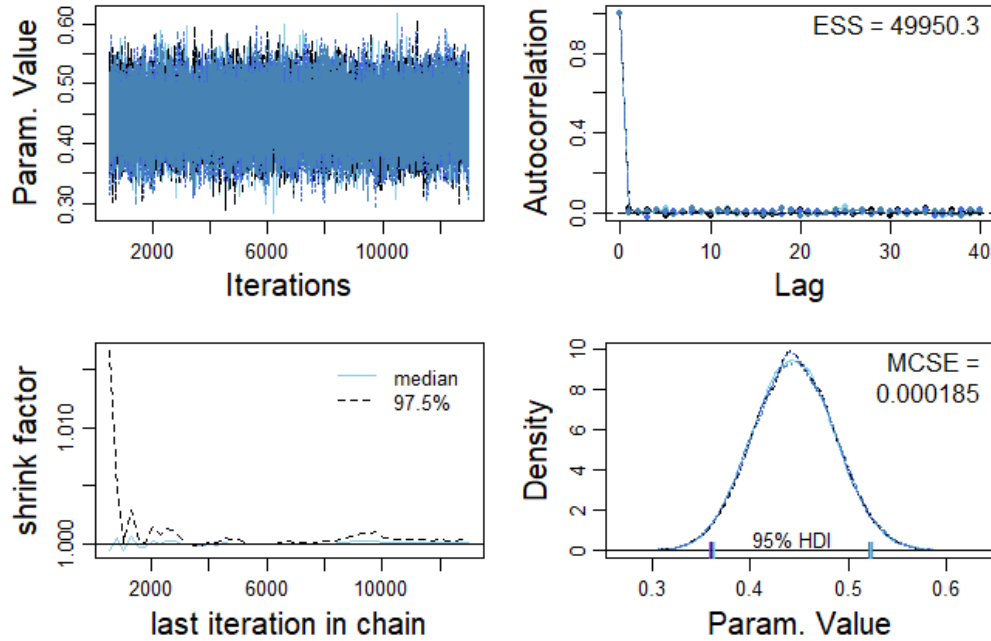 Param. Value
0.60
0.50
0.40
0.30
2000 6000 10000
Iterations
Autocorrelation
0.8
0.4
0.0
ESS = 49950.3
0 10 20 30 40
Lag
shrink factor
1.010
1.000
median
97.5%
2000 6000 10000
last iteration in chain
Density
10
8
6
4
2
0
MCSE =
0.000185
95% HDI
0.3 0.4 0.5 0.6
Param. Value